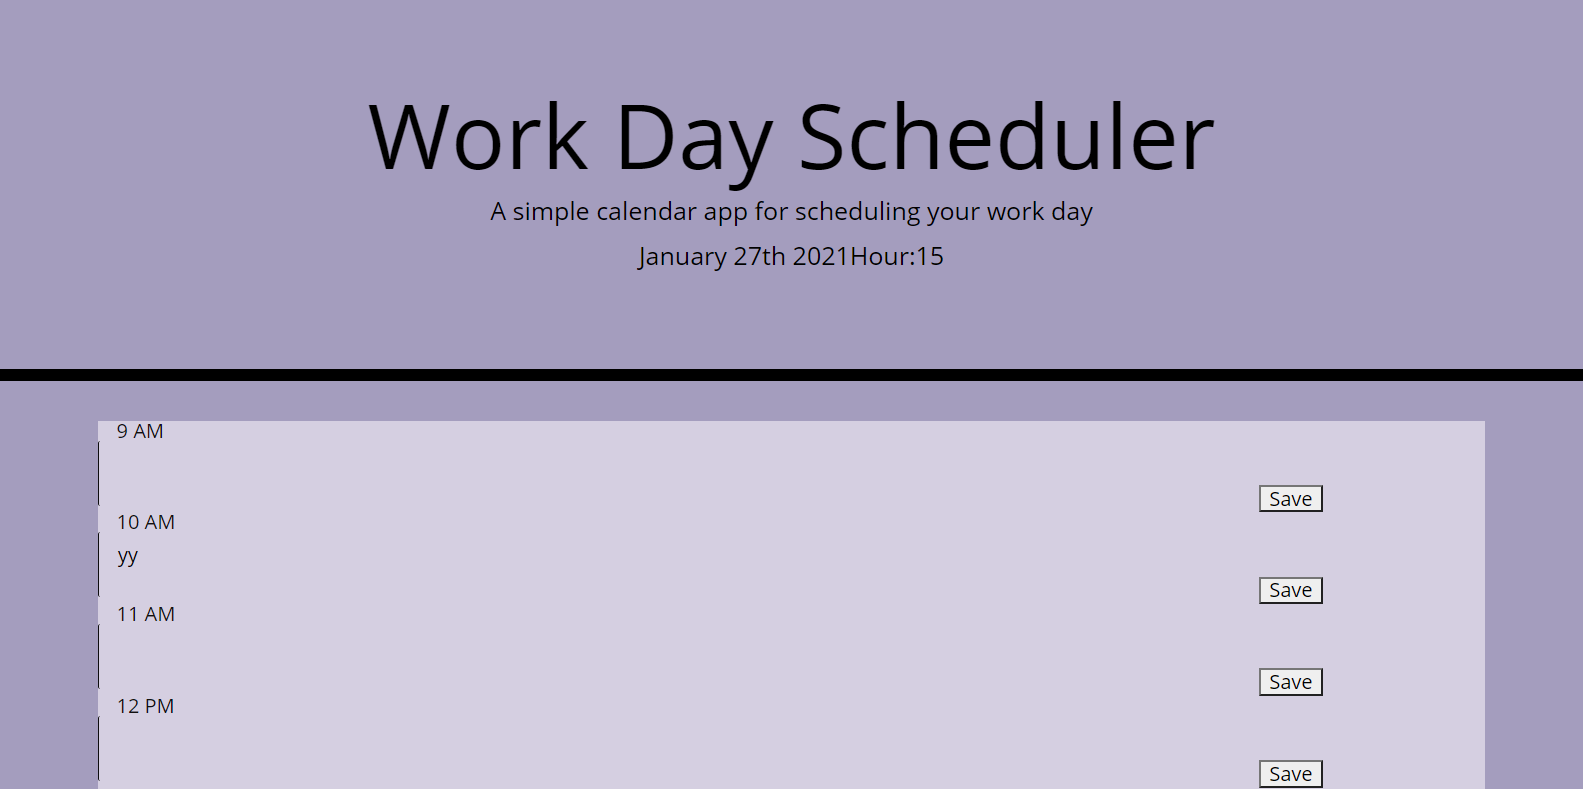 Work Day Scheduler
A simple calendar app for scheduling your work day
January 27th 2021Hour:15
9 AM
Save
10 AM
yy
Save
11 AM
Save
12 PM
Save